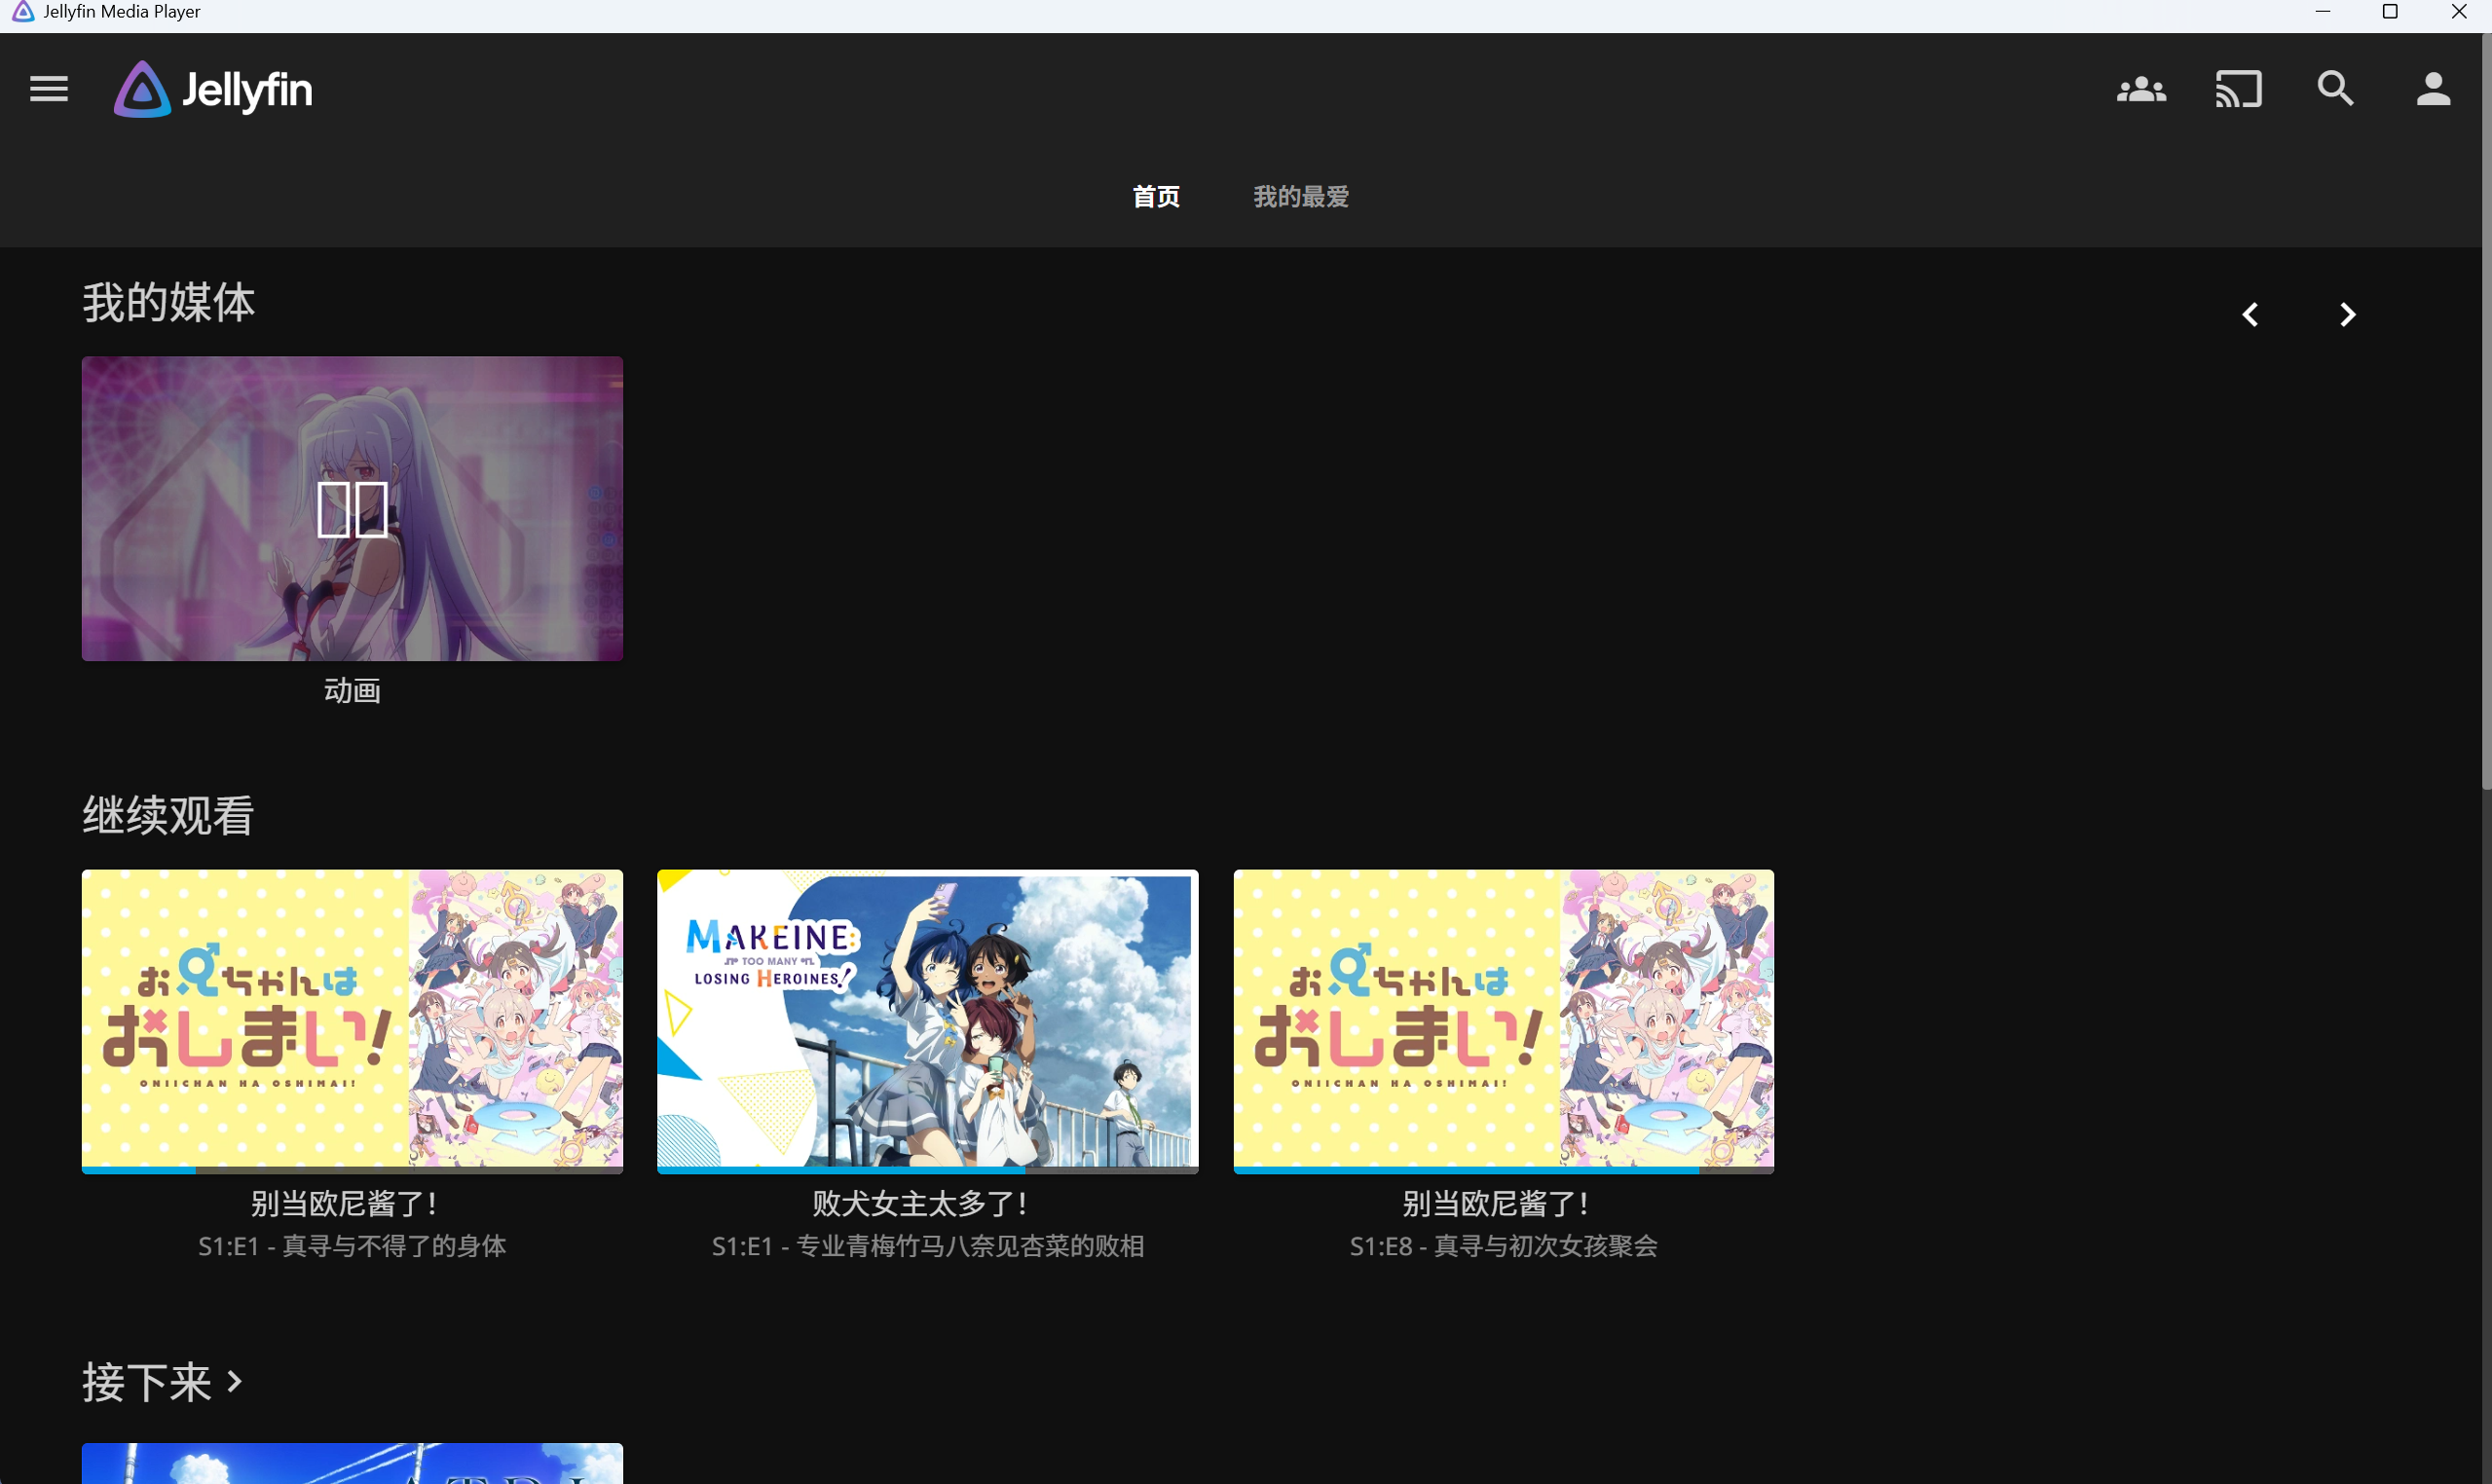 Jellyfin Media Player
Jellyfin
首页
我的最爱
我的媒体
动画
继续观看
お兄ちゃんは
おしまい!
ONIICHAN HA OSHIMAI!
MAKEINE:
TOO MANY
LOSING HEROINES!
お兄ちゃんは
おしまい!
ONIICHAN HA OSHIMAI!
别当欧尼酱了！
S1:E1 - 真寻与不得了的身体
败犬女主太多了！
S1:E1 - 专业青梅竹马八奈见杏菜的败相
别当欧尼酱了！
S1:E8 - 真寻与初次女孩聚会
接下来